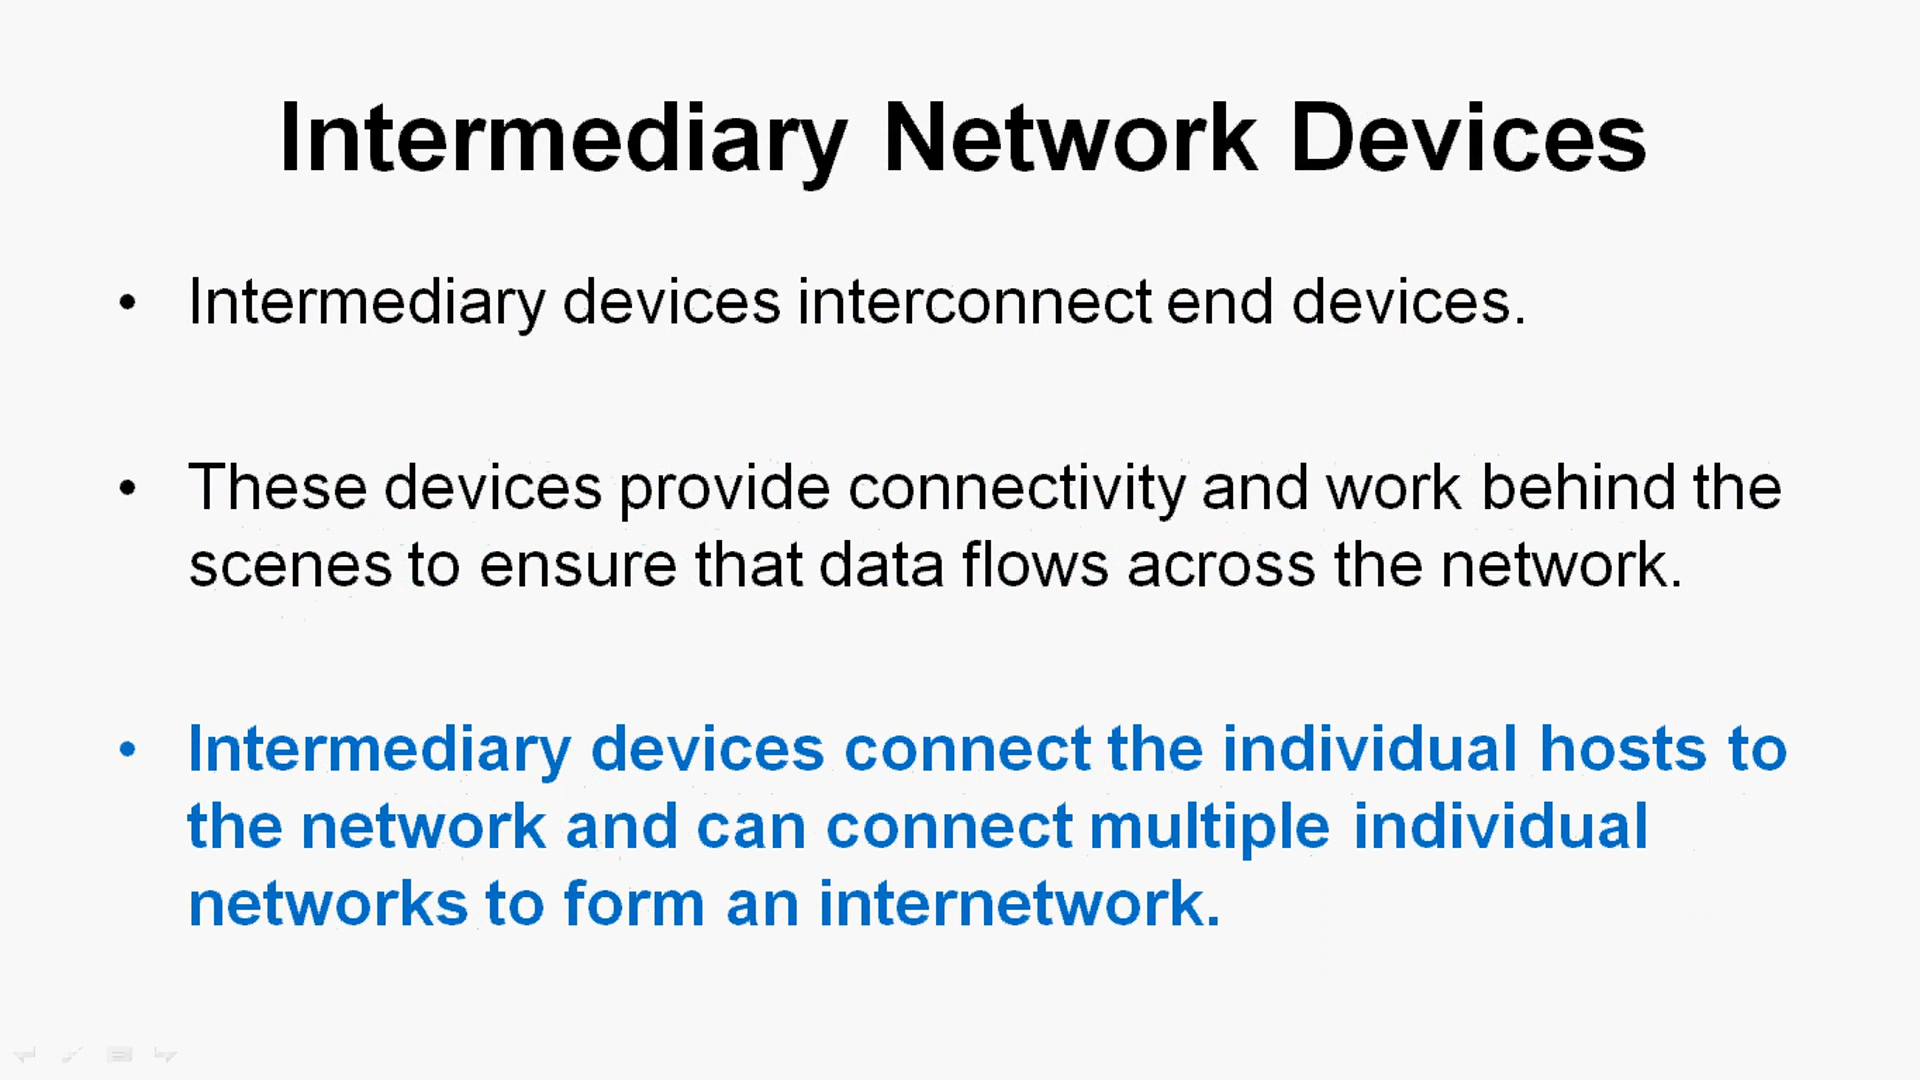 Intermediary Network Devices
• Intermediary devices interconnect end devices.
• These devices provide connectivity and work behind the
scenes to ensure that data flows across the network.
• Intermediary devices connect the individual hosts to
the network and can connect multiple individual
networks to form an internetwork.